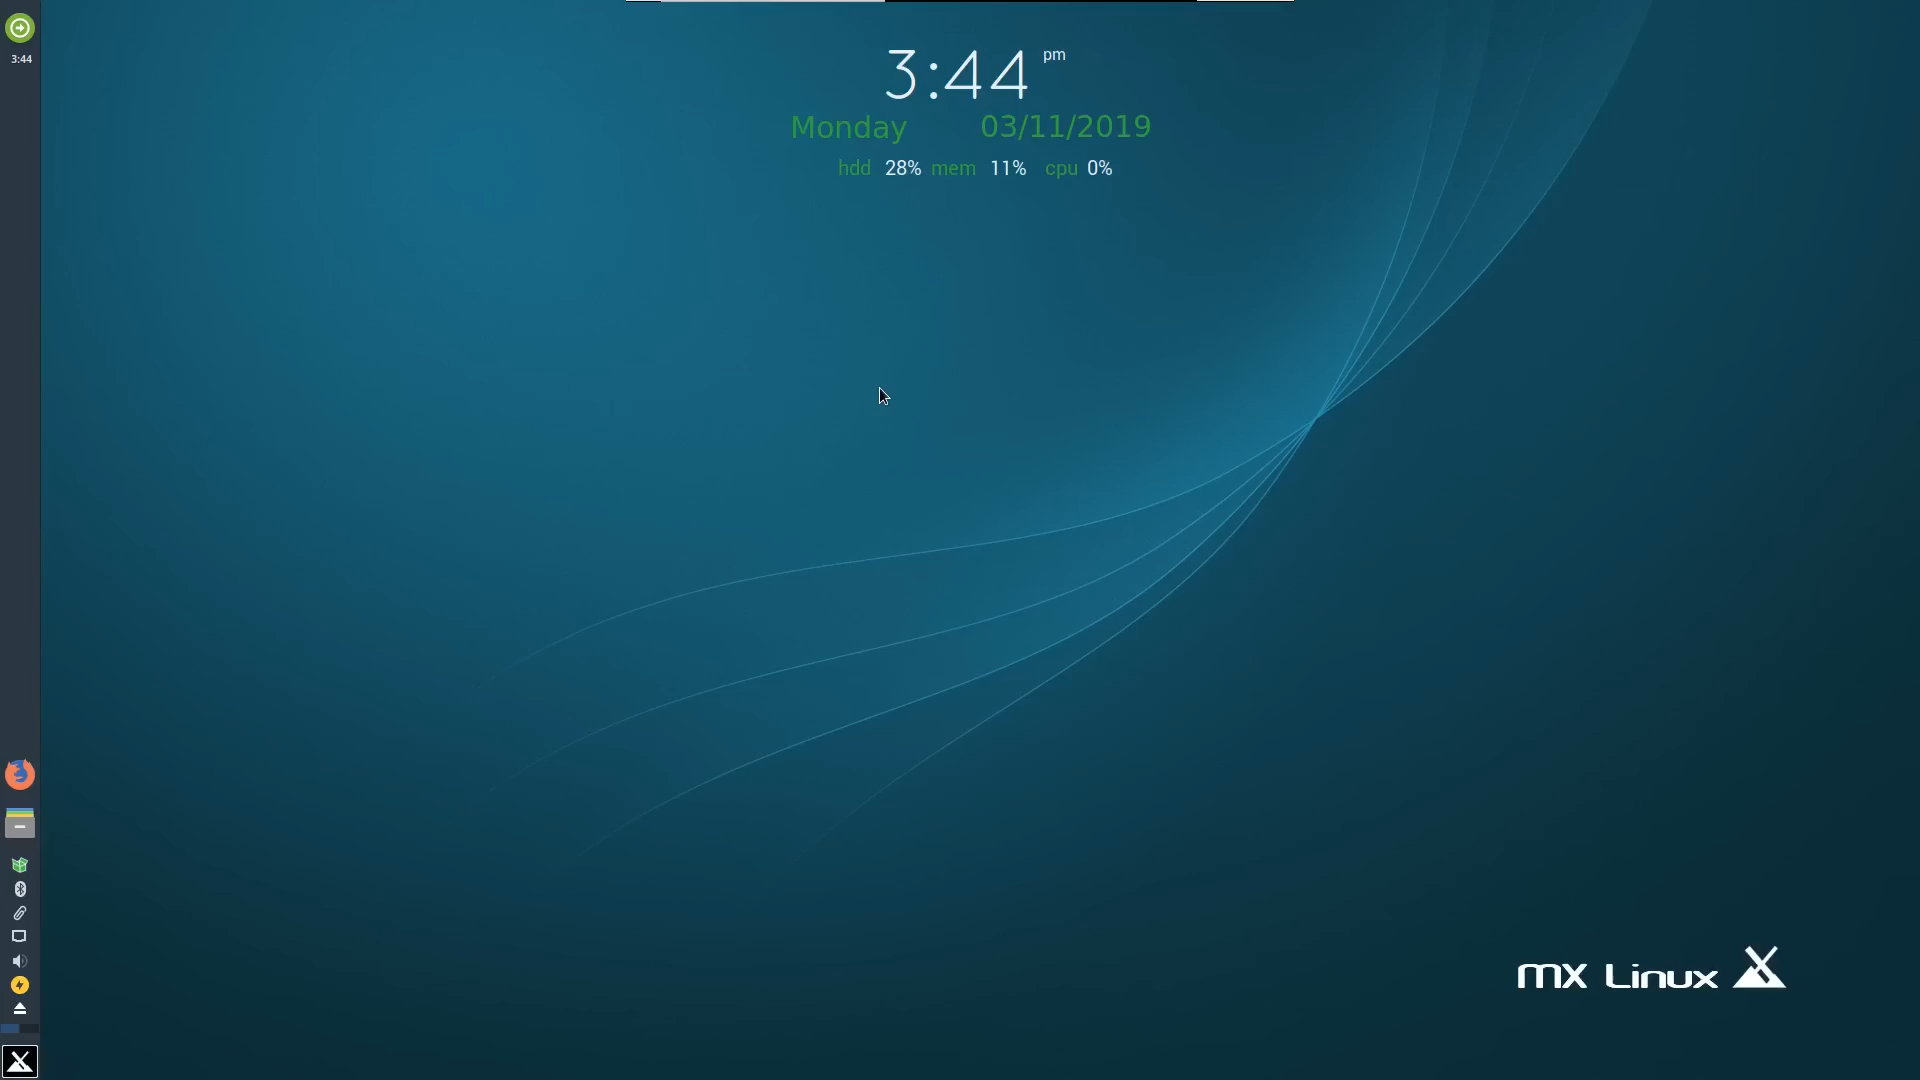 3:44
3:44 pm
Monday 03/11/2019
hdd 28% mem 11% cpu 0%
mx Linux